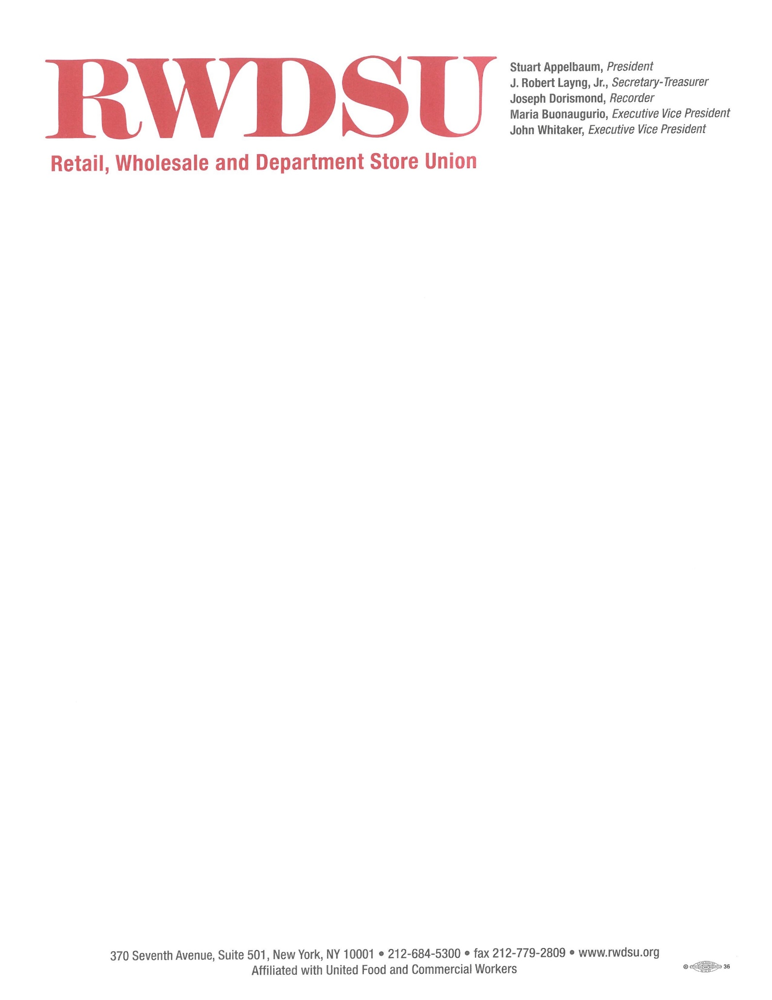 RWDSU
Retail, Wholesale and Department Store Union
Stuart Appelbaum, President
J. Robert Layng, Jr., Secretary-Treasurer
Joseph Dorismond, Recorder
Maria Buonaugurio, Executive Vice President
John Whitaker, Executive Vice President
370 Seventh Avenue, Suite 501, New York, NY 10001 • 212-684-5300 • fax 212-779-2809 • www.rwdsu.org
Affiliated with United Food and Commercial Workers
® 36